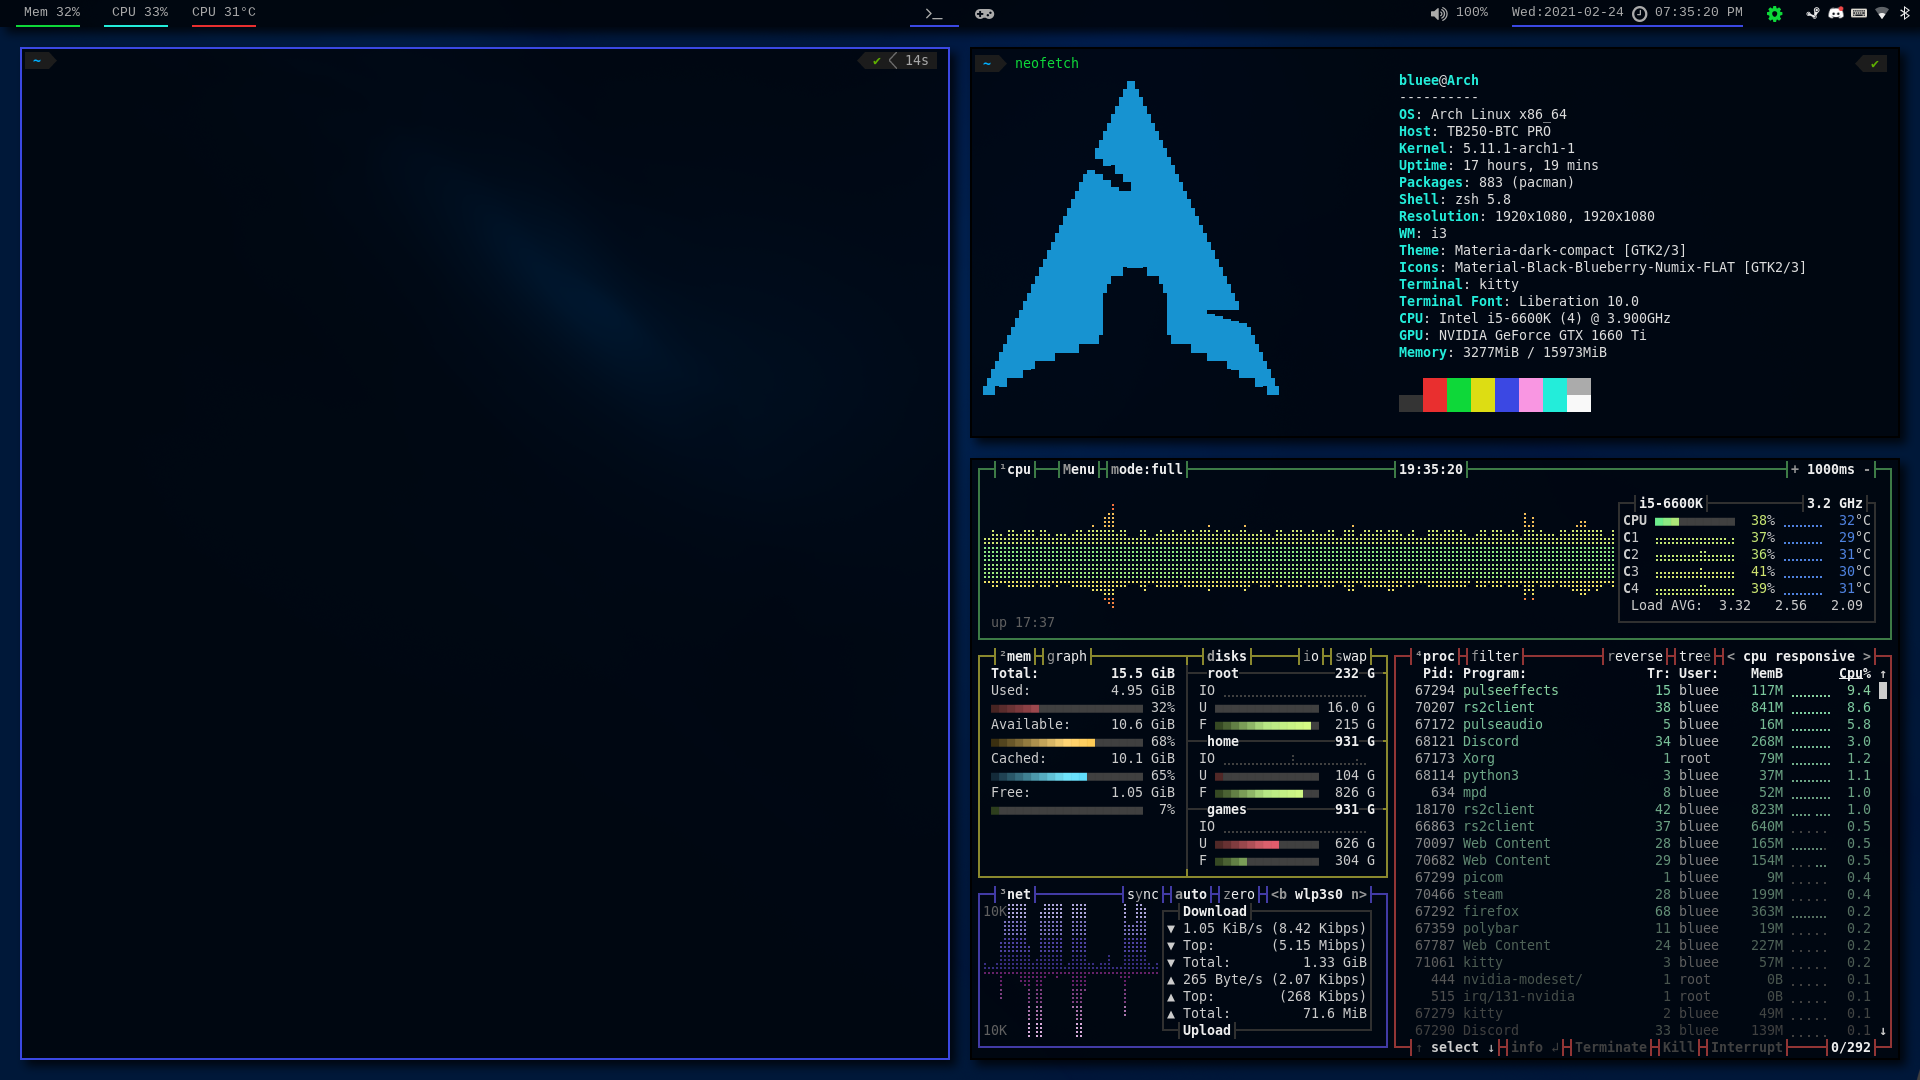 Mem 32% CPU 33% CPU 31°C >_ 100% Wed:2021-02-24 07:35:20 PM
~ ✔ 14s
~ neofetch ✔
bluee@Arch
----------
OS: Arch Linux x86_64
Host: TB250-BTC PRO
Kernel: 5.11.1-arch1-1
Uptime: 17 hours, 19 mins
Packages: 883 (pacman)
Shell: zsh 5.8
Resolution: 1920x1080, 1920x1080
WM: i3
Theme: Materia-dark-compact [GTK2/3]
Icons: Material-Black-Blueberry-Numix-FLAT [GTK2/3]
Terminal: kitty
Terminal Font: Liberation 10.0
CPU: Intel i5-6600K (4) @ 3.900GHz
GPU: NVIDIA GeForce GTX 1660 Ti
Memory: 3277MiB / 15973MiB
¹cpu Menu mode:full 19:35:20 + 1000ms -
i5-6600K 3.2 GHz
CPU 38% 32°C
C1 37% 29°C
C2 36% 31°C
C3 41% 30°C
C4 39% 31°C
Load AVG: 3.32 2.56 2.09
up 17:37
²mem graph disks io swap
Total: 15.5 GiB
Used: 4.95 GiB
32%
Available: 10.6 GiB
68%
Cached: 10.1 GiB
65%
Free: 1.05 GiB
7%
root 232 G
IO
U 16.0 G
F 215 G
home 931 G
IO
U 104 G
F 826 G
games 931 G
IO
U 626 G
F 304 G
³net sync auto zero <b wlp3s0 n>
10K
10K
Download
▼ 1.05 KiB/s (8.42 Kibps)
▼ Top: (5.15 Mibps)
▼ Total: 1.33 GiB
▲ 265 Byte/s (2.07 Kibps)
▲ Top: (268 Kibps)
▲ Total: 71.6 MiB
Upload
⁴proc filter reverse tree < cpu responsive >
Pid: Program: Tr: User: MemB Cpu% ↑
67294 pulseeffects 15 bluee 117M 9.4
70207 rs2client 38 bluee 841M 8.6
67172 pulseaudio 5 bluee 16M 5.8
68121 Discord 34 bluee 268M 3.0
67173 Xorg 1 root 79M 1.2
68114 python3 3 bluee 37M 1.1
634 mpd 8 bluee 52M 1.0
18170 rs2client 42 bluee 823M 1.0
66863 rs2client 37 bluee 640M 0.5
70097 Web Content 28 bluee 165M 0.5
70682 Web Content 29 bluee 154M 0.5
67299 picom 1 bluee 9M 0.4
70466 steam 28 bluee 199M 0.4
67292 firefox 68 bluee 363M 0.2
67359 polybar 11 bluee 19M 0.2
67787 Web Content 24 bluee 227M 0.2
71061 kitty 3 bluee 57M 0.2
444 nvidia-modeset/ 1 root 0B 0.1
515 irq/131-nvidia 1 root 0B 0.1
67279 kitty 2 bluee 49M 0.1
67290 Discord 33 bluee 139M 0.1 ↓
↑ select ↓ info ↲ Terminate Kill Interrupt 0/292